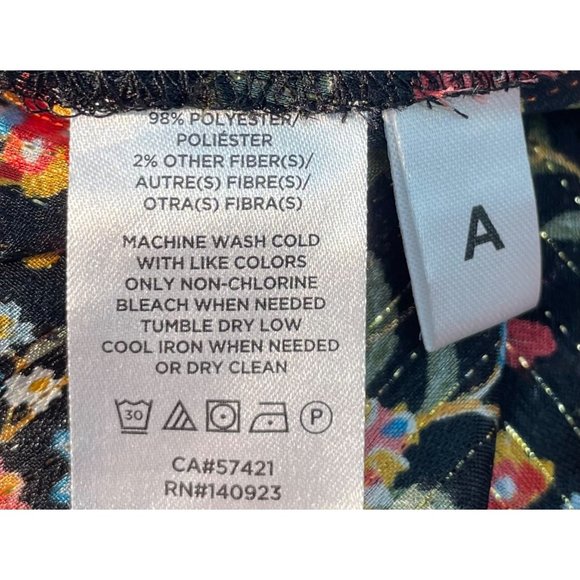 98% POLYESTER/
POLIÉSTER
2% OTHER FIBER(S)/
AUTRE(S) FIBRE(S)/
OTRA(S) FIBRA(S)
MACHINE WASH COLD
WITH LIKE COLORS
ONLY NON-CHLORINE
BLEACH WHEN NEEDED
TUMBLE DRY LOW
COOL IRON WHEN NEEDED
OR DRY CLEAN
30 P
CA#57421
RN#140923
A